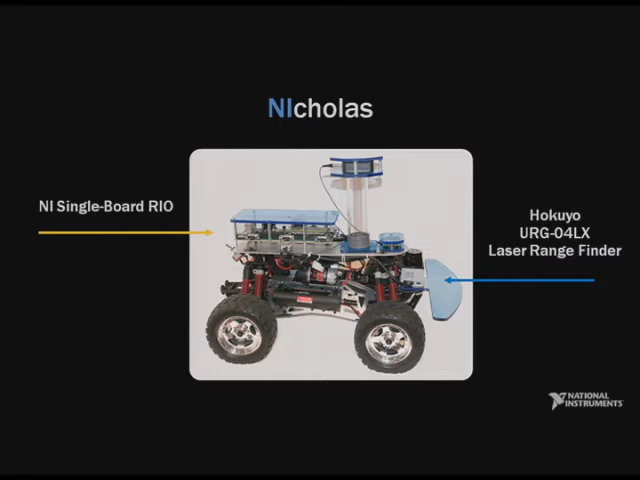 NIcholas
NI Single-Board RIO
Hokuyo
URG-04LX
Laser Range Finder
NATIONAL
INSTRUMENTS